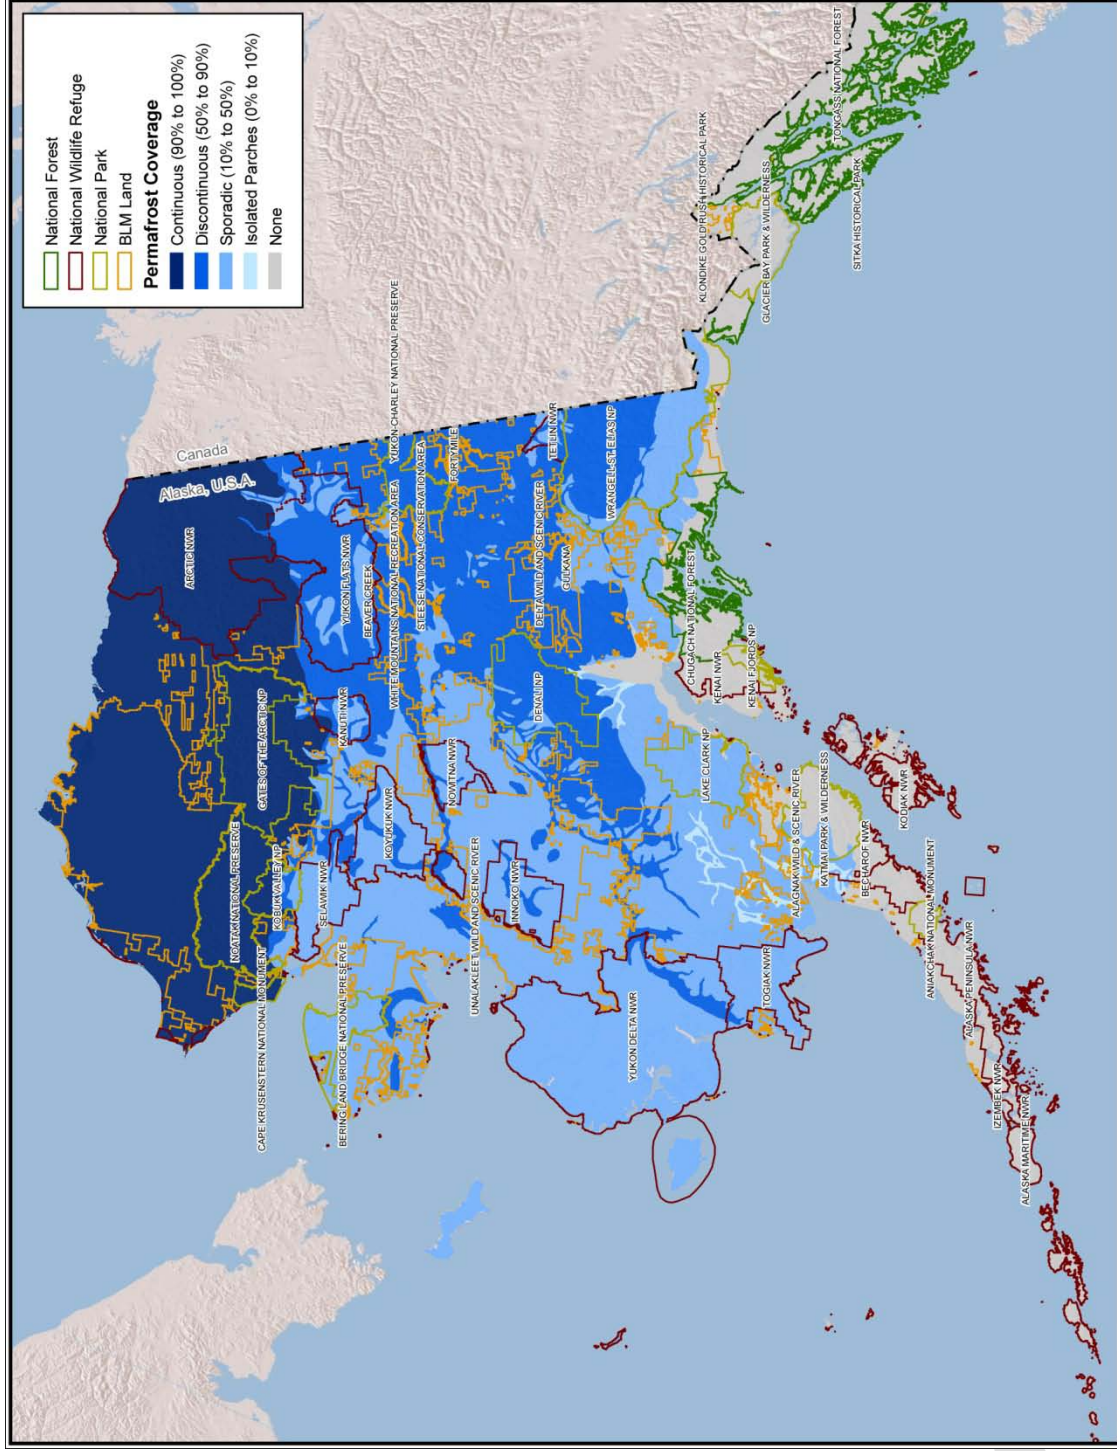 National Forest
National Wildlife Refuge
National Park
BLM Land
Permafrost Coverage
Continuous (90% to 100%)
Discontinuous (50% to 90%)
Sporadic (10% to 50%)
Isolated Parches (0% to 10%)
None
Canada
Alaska, U.S.A.
ARCTIC NWR
GATES OF THE ARCTIC NP
NOATAK NATIONAL PRESERVE
KOBUK VALLEY NP
CAPE KRUSENSTERN NATIONAL MONUMENT
SELAWIK NWR
BERING LAND BRIDGE NATIONAL PRESERVE
KANUTI NWR
YUKON FLATS NWR
BEAVER CREEK
WHITE MOUNTAINS NATIONAL RECREATION AREA
YUKON-CHARLEY NATIONAL PRESERVE
STEESE NATIONAL CONSERVATION AREA
FORTYMILE
KOYUKUK NWR
NOWITNA NWR
UNALAKLEET WILD AND SCENIC RIVER
INNOKO NWR
DENALI NP
DELTA WILD AND SCENIC RIVER
TETLIN NWR
GULKANA
WRANGELL-ST. ELIAS NP
YUKON DELTA NWR
LAKE CLARK NP
CHUGACH NATIONAL FOREST
KENAI NWR
KENAI FJORDS NP
KLONDIKE GOLD RUSH HISTORICAL PARK
GLACIER BAY PARK & WILDERNESS
TONGASS NATIONAL FOREST
SITKA HISTORICAL PARK
TOGIAK NWR
ALAGNAK WILD & SCENIC RIVER
KATMAI PARK & WILDERNESS
BECHAROF NWR
KODIAK NWR
ANIAKCHAK NATIONAL MONUMENT
ALASKA PENINSULA NWR
IZEMBEK NWR
ALASKA MARITIME NWR